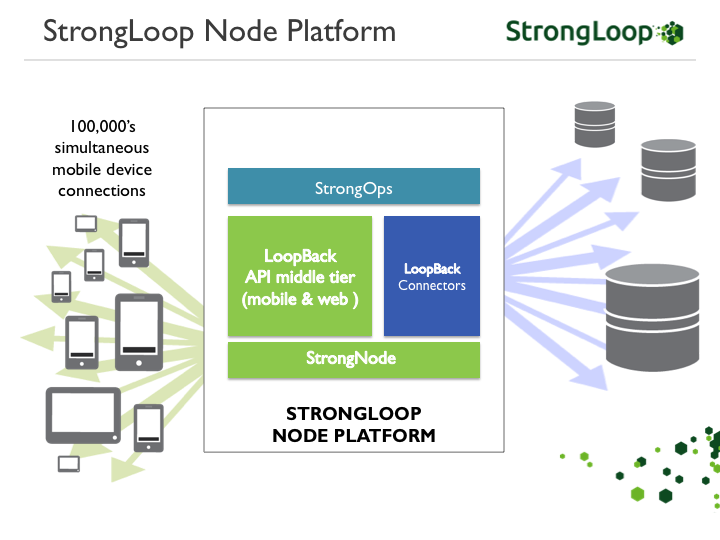 StrongLoop Node Platform
StrongLoop
100,000’s
simultaneous
mobile device
connections
StrongOps
LoopBack
API middle tier
(mobile & web )
LoopBack
Connectors
StrongNode
STRONGLOOP
NODE PLATFORM